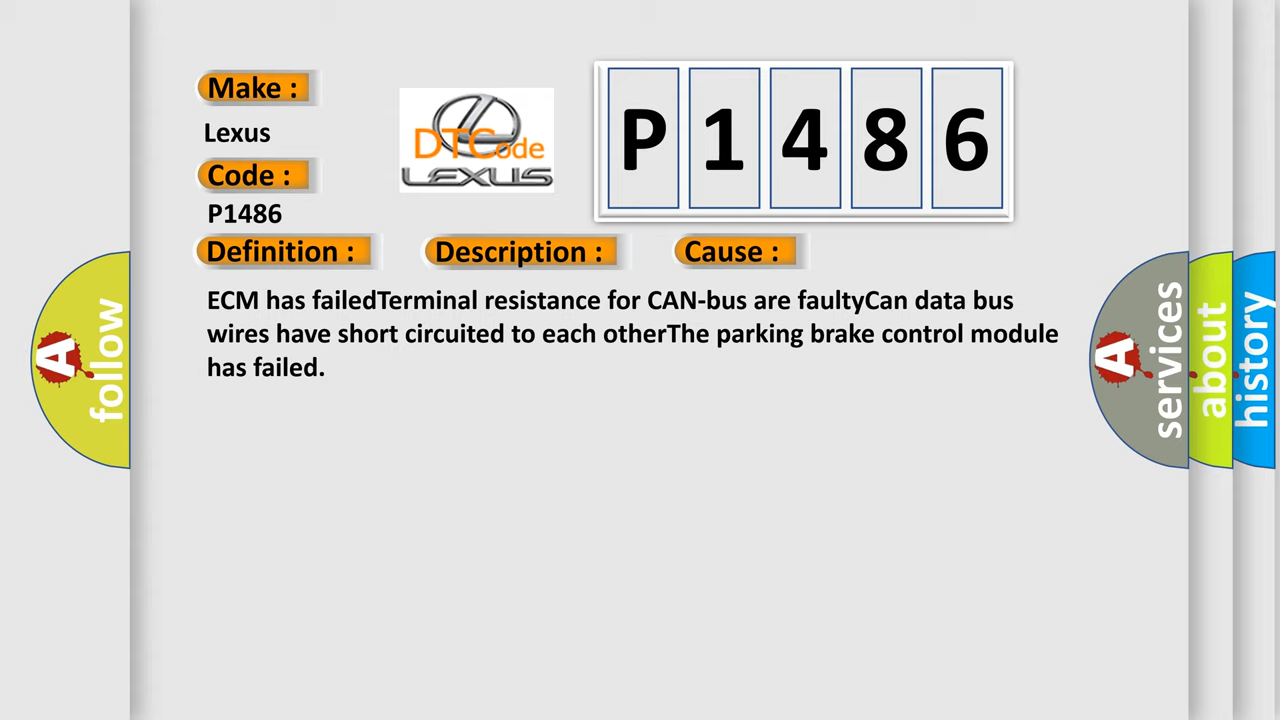 Make :
Lexus
Code :
P1486
DTCode
LEXUS
P 1 4 8 6
Definition :
Description :
Cause :
ECM has failedTerminal resistance for CAN-bus are faultyCan data bus
wires have short circuited to each otherThe parking brake control module
has failed.
A follow
A services
about
history